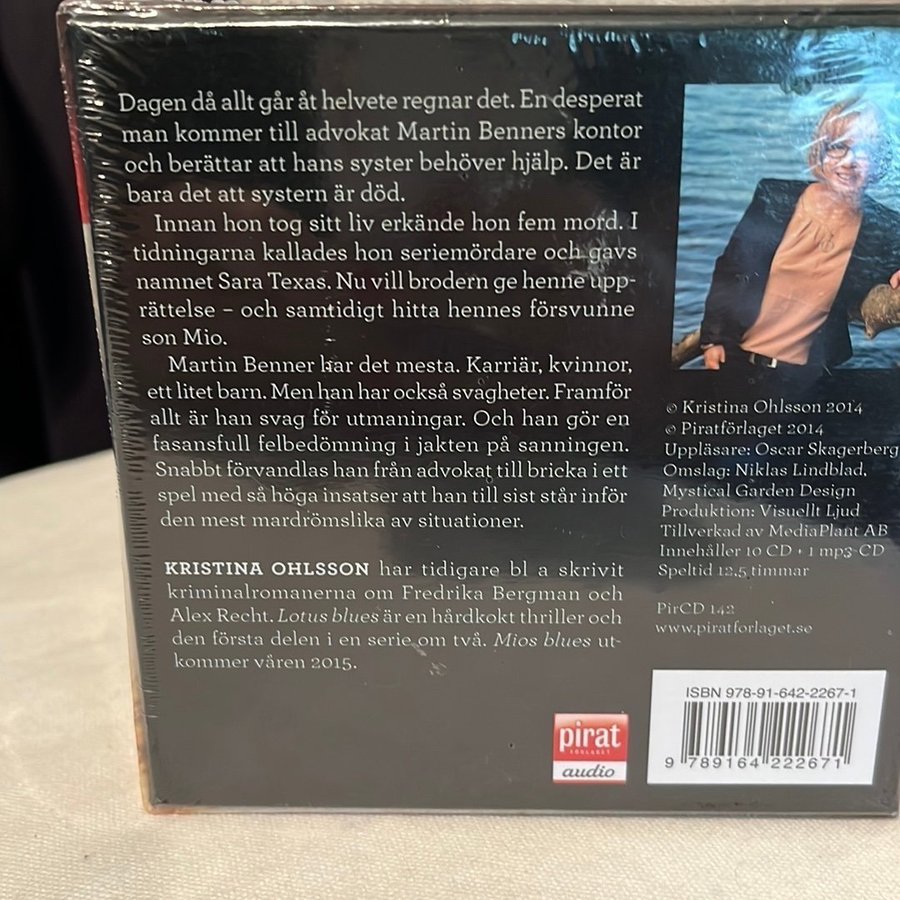 Dagen då allt går åt helvete regnar det. En desperat
man kommer till advokat Martin Benners kontor
och berättar att hans syster behöver hjälp. Det är
bara det att systern är död.
Innan hon tog sitt liv erkände hon fem mord. I
tidningarna kallades hon seriemördare och gavs
namnet Sara Texas. Nu vill brodern ge henne upp-
rättelse – och samtidigt hitta hennes försvunne
son Mio.
Martin Benner har det mesta. Karriär, kvinnor,
ett litet barn. Men han har också svagheter. Framför
allt är han svag för utmaningar. Och han gör en
fasansfull felbedömning i jakten på sanningen.
Snabbt förvandlas han från advokat till bricka i ett
spel med så höga insatser att han till sist står inför
den mest mardrömslika av situationer.
KRISTINA OHLSSON har tidigare bl a skrivit
kriminalromanerna om Fredrika Bergman och
Alex Recht. Lotus blues är en hårdkokt thriller och
den första delen i en serie om två. Mios blues ut-
kommer våren 2015.
© Kristina Ohlsson 2014
© Piratförlaget 2014
Uppläsare: Oscar Skagerberg
Omslag: Niklas Lindblad,
Mystical Garden Design
Produktion: Visuellt Ljud
Tillverkad av MediaPlant AB
Innehåller 10 CD • 1 mp3-CD
Speltid 12,5 timmar
PirCD 142
www.piratforlaget.se
pirat
FÖRLAGET
audio
ISBN 978-91-642-2267-1
9 789164 222671